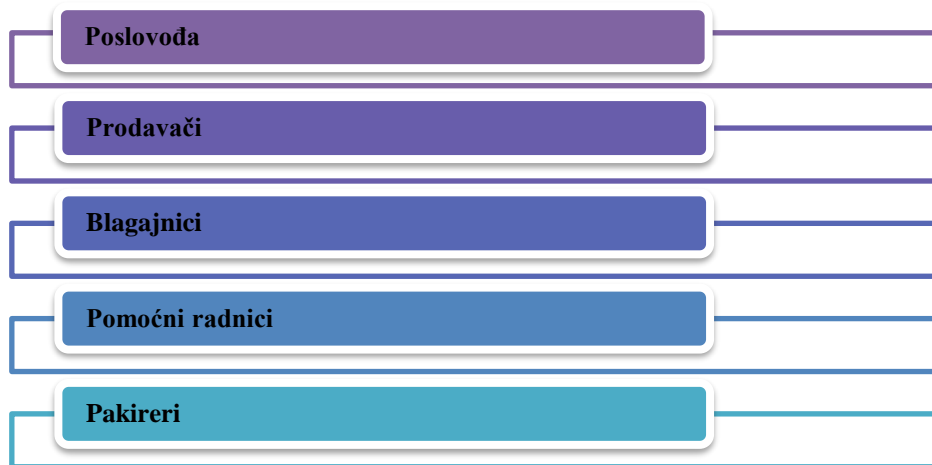 Poslovođa
Prodavači
Blagajnici
Pomoćni radnici
Pakireri